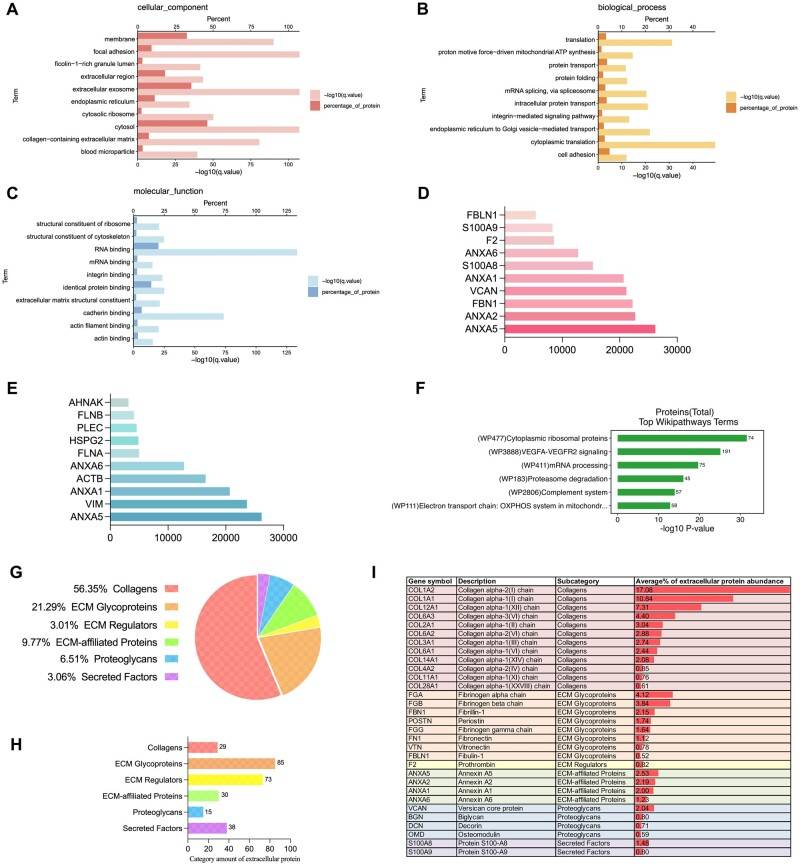 A
cellular_component
Percent
0 25 50 75 100
membrane
focal adhesion
ficolin-1-rich granule lumen
extracellular region
extracellular exosome
endoplasmic reticulum
cytosolic ribosome
cytosol
collagen-containing extracellular matrix
blood microparticle
0 25 50 75 100
-log10(q.value)
Term
-log10(q.value)
percentage_of_protein
B
biological_process
Percent
0 10 20 30 40
translation
proton motive force-driven mitochondrial ATP synthesis
protein transport
protein folding
mRNA splicing, via spliceosome
intracellular protein transport
integrin-mediated signaling pathway
endoplasmic reticulum to Golgi vesicle-mediated transport
cytoplasmic translation
cell adhesion
0 10 20 30 40
-log10(q.value)
Term
-log10(q.value)
percentage_of_protein
C
molecular_function
Percent
0 25 50 75 100 125
structural constituent of ribosome
structural constituent of cytoskeleton
RNA binding
mRNA binding
integrin binding
identical protein binding
extracellular matrix structural constituent
cadherin binding
actin filament binding
actin binding
0 25 50 75 100 125
-log10(q.value)
Term
-log10(q.value)
percentage_of_protein
D
FBLN1
S100A9
F2
ANXA6
S100A8
ANXA1
VCAN
FBN1
ANXA2
ANXA5
0 10000 20000 30000
E
AHNAK
FLNB
PLEC
HSPG2
FLNA
ANXA6
ACTB
ANXA1
VIM
ANXA5
0 10000 20000 30000
F
Proteins(Total)
Top Wikipathways Terms
(WP477)Cytoplasmic ribosomal proteins 74
(WP3888)VEGFA-VEGFR2 signaling 191
(WP411)mRNA processing 75
(WP183)Proteasome degradation 45
(WP2806)Complement system 57
(WP111)Electron transport chain: OXPHOS system in mitochondr... 58
0 10 20 30
-log10 P-value
G
56.35% Collagens
21.29% ECM Glycoproteins
3.01% ECM Regulators
9.77% ECM-affiliated Proteins
6.51% Proteoglycans
3.06% Secreted Factors
H
Collagens 29
ECM Glycoproteins 85
ECM Regulators 73
ECM-affiliated Proteins 30
Proteoglycans 15
Secreted Factors 38
0 20 40 60 80 100
Category amount of extracellular protein
I
Gene symbol Description Subcategory Average% of extracellular protein abundance
COL1A2 Collagen alpha-2(I) chain Collagens 17.08
COL1A1 Collagen alpha-1(I) chain Collagens 10.84
COL12A1 Collagen alpha-1(XII) chain Collagens 7.31
COL6A3 Collagen alpha-3(VI) chain Collagens 4.40
COL2A1 Collagen alpha-1(II) chain Collagens 3.04
COL6A2 Collagen alpha-2(VI) chain Collagens 2.88
COL3A1 Collagen alpha-1(III) chain Collagens 2.74
COL6A1 Collagen alpha-1(VI) chain Collagens 2.44
COL14A1 Collagen alpha-1(XIV) chain Collagens 2.08
COL4A2 Collagen alpha-2(IV) chain Collagens 0.85
COL11A1 Collagen alpha-1(XI) chain Collagens 0.76
COL28A1 Collagen alpha-1(XXVIII) chain Collagens 0.61
FGA Fibrinogen alpha chain ECM Glycoproteins 4.12
FGB Fibrinogen beta chain ECM Glycoproteins 3.84
FBN1 Fibrillin-1 ECM Glycoproteins 2.15
POSTN Periostin ECM Glycoproteins 1.74
FGG Fibrinogen gamma chain ECM Glycoproteins 1.64
FN1 Fibronectin ECM Glycoproteins 1.12
VTN Vitronectin ECM Glycoproteins 0.78
FBLN1 Fibulin-1 ECM Glycoproteins 0.52
F2 Prothrombin ECM Regulators 0.82
ANXA5 Annexin A5 ECM-affiliated Proteins 2.53
ANXA2 Annexin A2 ECM-affiliated Proteins 2.19
ANXA1 Annexin A1 ECM-affiliated Proteins 2.00
ANXA6 Annexin A6 ECM-affiliated Proteins 1.23
VCAN Versican core protein Proteoglycans 2.04
BGN Biglycan Proteoglycans 0.80
DCN Decorin Proteoglycans 0.71
OMD Osteomodulin Proteoglycans 0.59
S100A8 Protein S100-A8 Secreted Factors 1.48
S100A9 Protein S100-A9 Secreted Factors 0.80